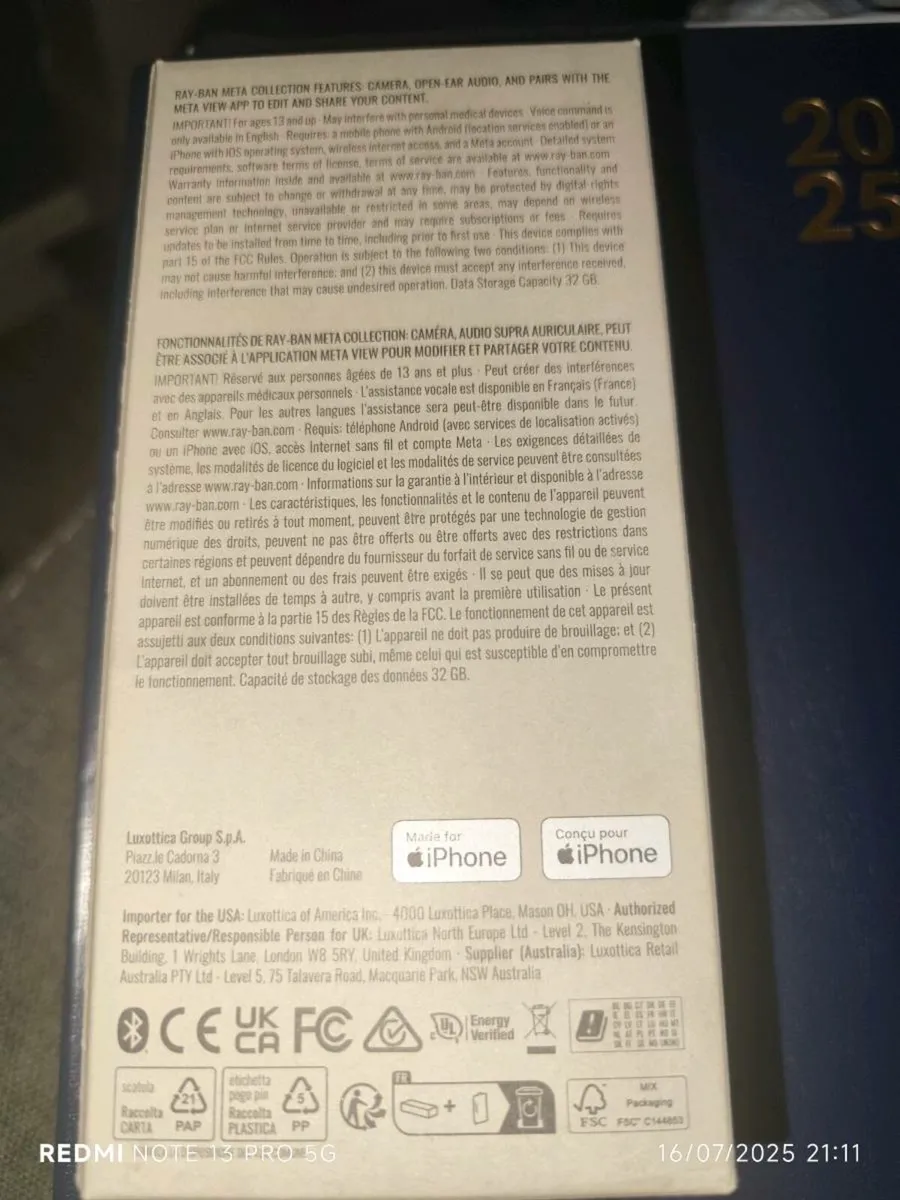 RAY-BAN META COLLECTION FEATURES: CAMERA, OPEN-EAR AUDIO, AND PAIRS WITH THE
META VIEW APP TO EDIT AND SHARE YOUR CONTENT.
IMPORTANT! For ages 13 and up · May interfere with personal medical devices · Voice command is
only available in English · Requires: a mobile phone with Android (location services enabled) or an
iPhone with iOS operating system, wireless internet access, and a Meta account · Detailed system
requirements, software terms of license, terms of service are available at www.ray-ban.com
Warranty information inside and available at www.ray-ban.com · Features, functionality and
content are subject to change or withdrawal at any time, may be protected by digital rights
management technology, unavailable or restricted in some areas, may depend on wireless
service plan or internet service provider and may require subscriptions or fees · Requires
updates to be installed from time to time, including prior to first use · This device complies with
part 15 of the FCC Rules. Operation is subject to the following two conditions: (1) This device
may not cause harmful interference; and (2) this device must accept any interference received,
including interference that may cause undesired operation. Data Storage Capacity 32 GB.
FONCTIONNALITÉS DE RAY-BAN META COLLECTION: CAMÉRA, AUDIO SUPRA AURICULAIRE, PEUT
ÊTRE ASSOCIÉ À L'APPLICATION META VIEW POUR MODIFIER ET PARTAGER VOTRE CONTENU.
IMPORTANT! Réservé aux personnes âgées de 13 ans et plus · Peut créer des interférences
avec des appareils médicaux personnels · L'assistance vocale est disponible en Français (France)
et en Anglais. Pour les autres langues l'assistance sera peut-être disponible dans le futur.
Consulter www.ray-ban.com · Requis: téléphone Android (avec services de localisation activés)
ou un iPhone avec iOS, accès Internet sans fil et compte Meta · Les exigences détaillées de
système, les modalités de licence du logiciel et les modalités de service peuvent être consultées
à l'adresse www.ray-ban.com · Informations sur la garantie à l'intérieur et disponible à l'adresse
www.ray-ban.com · Les caractéristiques, les fonctionnalités et le contenu de l'appareil peuvent
être modifiés ou retirés à tout moment, peuvent être protégés par une technologie de gestion
numérique des droits, peuvent ne pas être offerts ou être offerts avec des restrictions dans
certaines régions et peuvent dépendre du fournisseur du forfait de service sans fil ou de service
Internet, et un abonnement ou des frais peuvent être exigés · Il se peut que des mises à jour
doivent être installées de temps à autre, y compris avant la première utilisation · Le présent
appareil est conforme à la partie 15 des Règles de la FCC. Le fonctionnement de cet appareil est
assujetti aux deux conditions suivantes: (1) L'appareil ne doit pas produire de brouillage; et (2)
L'appareil doit accepter tout brouillage subi, même celui qui est susceptible d'en compromettre
le fonctionnement. Capacité de stockage des données 32 GB.
Luxottica Group S.p.A.
Piazz.le Cadorna 3
20123 Milan, Italy
Made in China
Fabriqué en Chine
Made for
iPhone
Conçu pour
iPhone
Importer for the USA: Luxottica of America Inc. - 4000 Luxottica Place, Mason OH, USA · Authorized
Representative/Responsible Person for UK: Luxottica North Europe Ltd - Level 2, The Kensington
Building, 1 Wrights Lane, London W8 5RY, United Kingdom · Supplier (Australia): Luxottica Retail
Australia PTY Ltd - Level 5, 75 Talavera Road, Macquarie Park, NSW Australia
CE UK
CA FC
UL Energy
Verified
scatola
Raccolta
CARTA
21
PAP
etichetta
Raccolta
PLASTICA
5
PP
FR
FSC
MIX
Packaging
FSC® C144853
20
25
REDMI NOTE 13 PRO 5G
16/07/2025 21:11